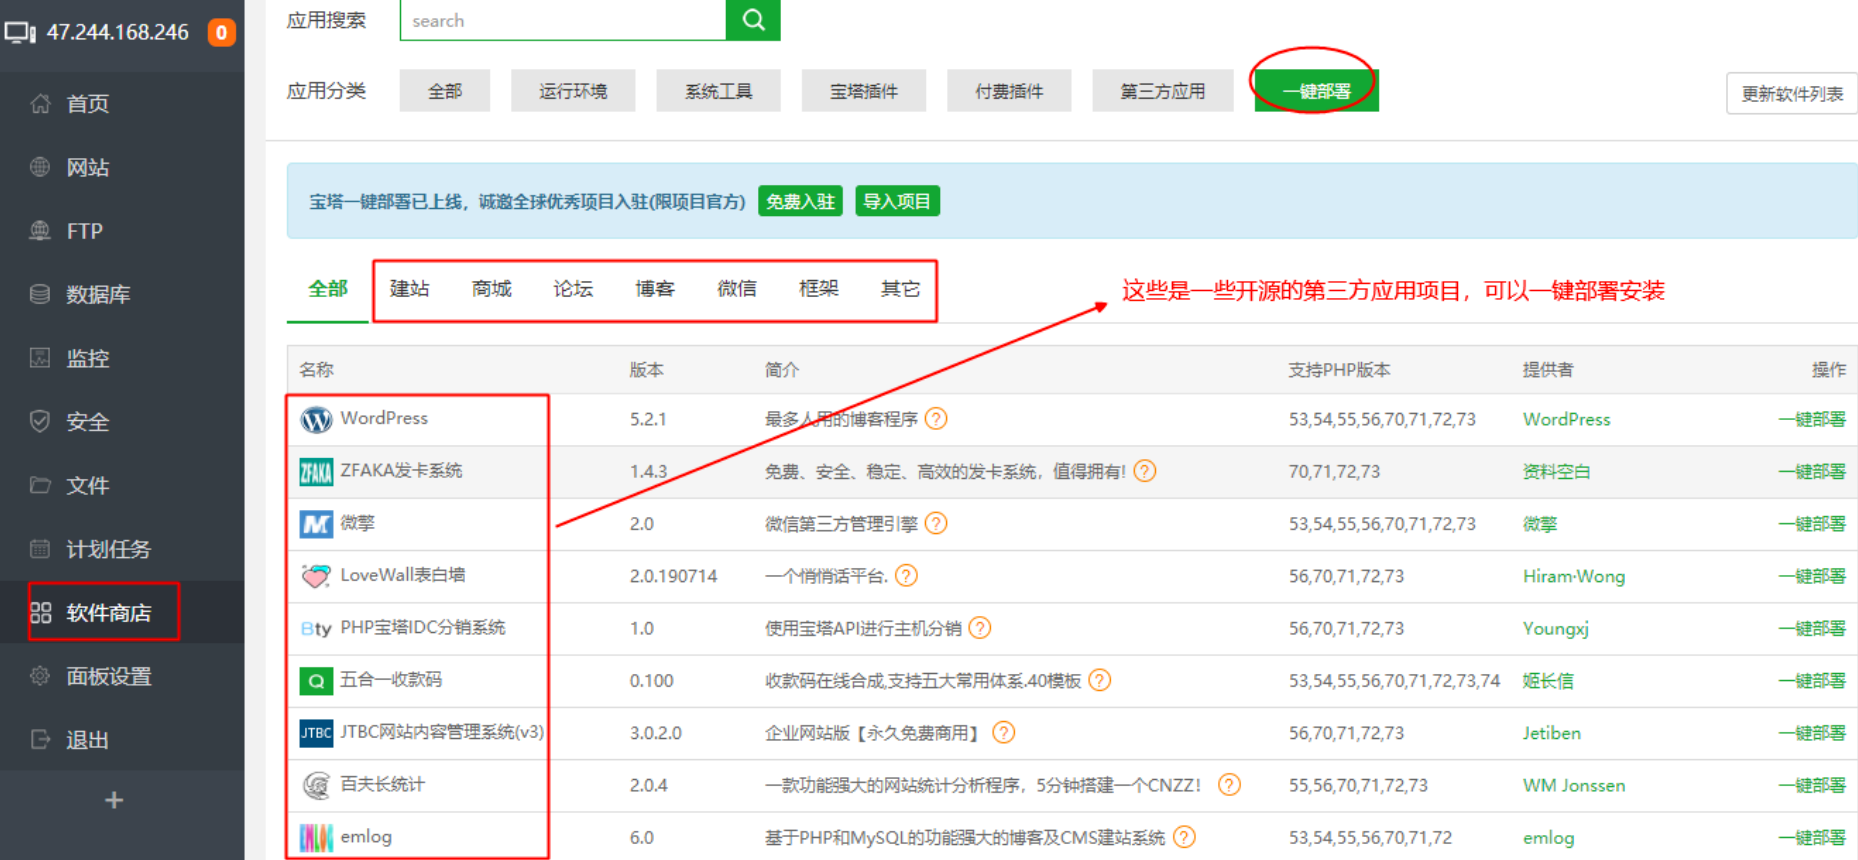 47.244.168.246 0
首页
网站
FTP
数据库
监控
安全
文件
计划任务
软件商店
面板设置
退出
+
应用搜索 search
应用分类 全部 运行环境 系统工具 宝塔插件 付费插件 第三方应用 一键部署 更新软件列表
宝塔一键部署已上线，诚邀全球优秀项目入驻(限项目官方) 免费入驻 导入项目
全部 建站 商城 论坛 博客 微信 框架 其它
这些是一些开源的第三方应用项目，可以一键部署安装
名称 版本 简介 支持PHP版本 提供者 操作
WordPress 5.2.1 最多人用的博客程序 ? 53,54,55,56,70,71,72,73 WordPress 一键部署
ZFAKA ZFAKA发卡系统 1.4.3 免费、安全、稳定、高效的发卡系统，值得拥有! ? 70,71,72,73 资料空白 一键部署
微擎 2.0 微信第三方管理引擎 ? 53,54,55,56,70,71,72,73 微擎 一键部署
LoveWall表白墙 2.0.190714 一个悄悄话平台. ? 56,70,71,72,73 Hiram·Wong 一键部署
Bty PHP宝塔IDC分销系统 1.0 使用宝塔API进行主机分销 ? 56,70,71,72,73 Youngxj 一键部署
Q 五合一收款码 0.100 收款码在线合成,支持五大常用体系.40模板 ? 53,54,55,56,70,71,72,73,74 姬长信 一键部署
JTBC JTBC网站内容管理系统(v3) 3.0.2.0 企业网站版【永久免费商用】 ? 56,70,71,72,73 Jetiben 一键部署
百夫长统计 2.0.4 一款功能强大的网站统计分析程序，5分钟搭建一个CNZZ！ ? 55,56,70,71,72,73 WM Jonssen 一键部署
EMLOG emlog 6.0 基于PHP和MySQL的功能强大的博客及CMS建站系统 ? 53,54,55,56,70,71,72 emlog 一键部署